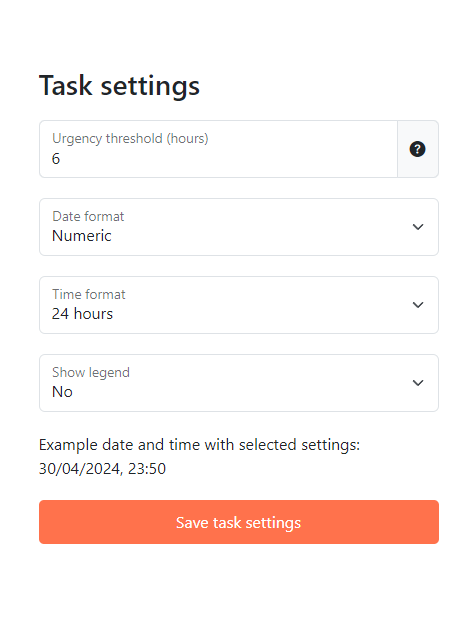 Task settings
Urgency threshold (hours)
6
Date format
Numeric
Time format
24 hours
Show legend
No
Example date and time with selected settings:
30/04/2024, 23:50
Save task settings